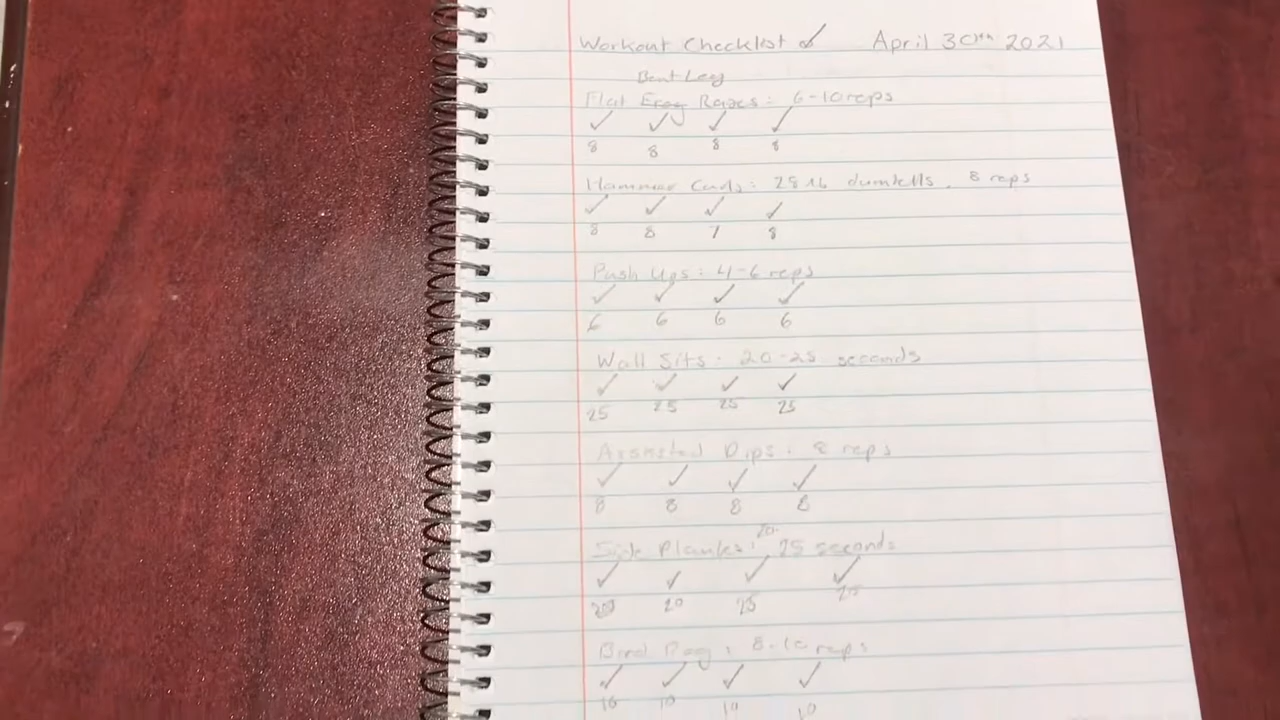 Workout Checklist ✓ April 30th 2021
Bent Leg
Flat Frog Raises: 6-10 reps
✓ ✓ ✓ ✓
8 8 8 8
Hammer Curls: 25 lb dumbells, 8 reps
✓ ✓ ✓ ✓
8 8 7 8
Push Ups: 4-6 reps
✓ ✓ ✓ ✓
6 6 6 6
Wall Sits: 20-25 seconds
✓ ✓ ✓ ✓
25 25 25 25
Assisted Dips: 8 reps
✓ ✓ ✓ ✓
8 8 8 8
20-
Side Planks: 25 seconds
✓ ✓ ✓ ✓
20 20 25 20
Bird Dog: 8-10 reps
✓ ✓ ✓ ✓
10 10 10 10